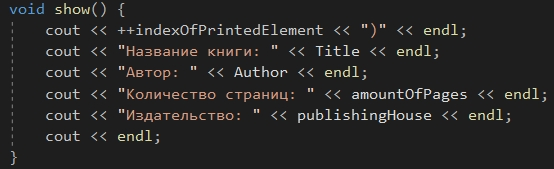 void show() {
cout << ++indexOfPrintedElement << ")" << endl;
cout << "Название книги: " << Title << endl;
cout << "Автор: " << Author << endl;
cout << "Количество страниц: " << amountOfPages << endl;
cout << "Издательство: " << publishingHouse << endl;
cout << endl;
}